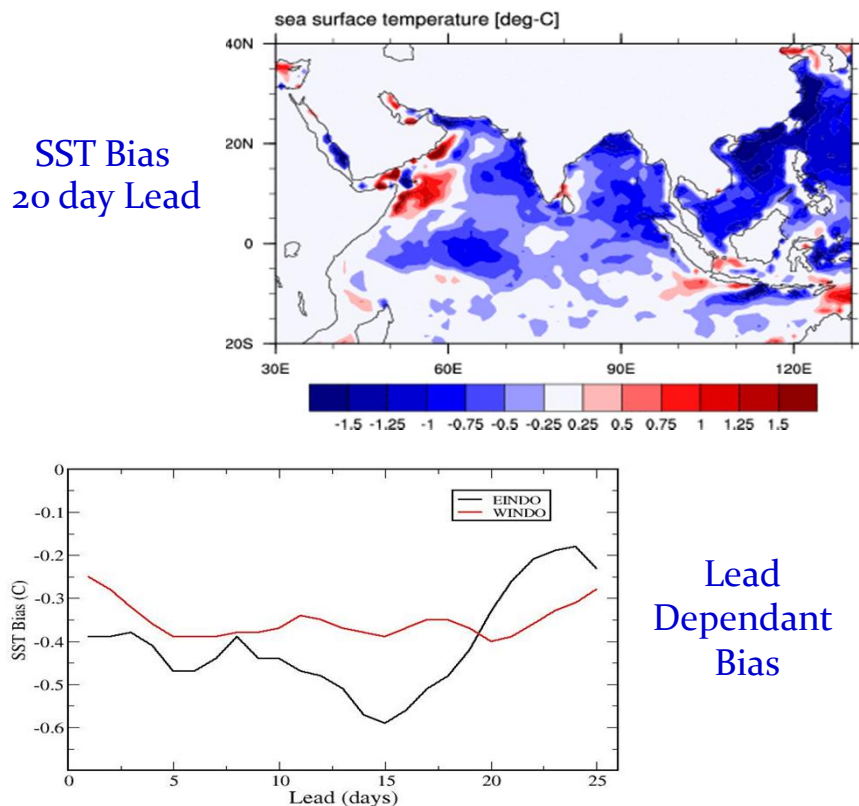 sea surface temperature [deg-C]
SST Bias
20 day Lead
40N
20N
0
20S
30E 60E 90E 120E
-1.5 -1.25 -1 -0.75 -0.5 -0.25 0.25 0.5 0.75 1 1.25 1.5
0
-0.1
-0.2
-0.3
-0.4
-0.5
-0.6
SST Bias (C)
EINDO
WINDO
0 5 10 15 20 25
Lead (days)
Lead
Dependant
Bias